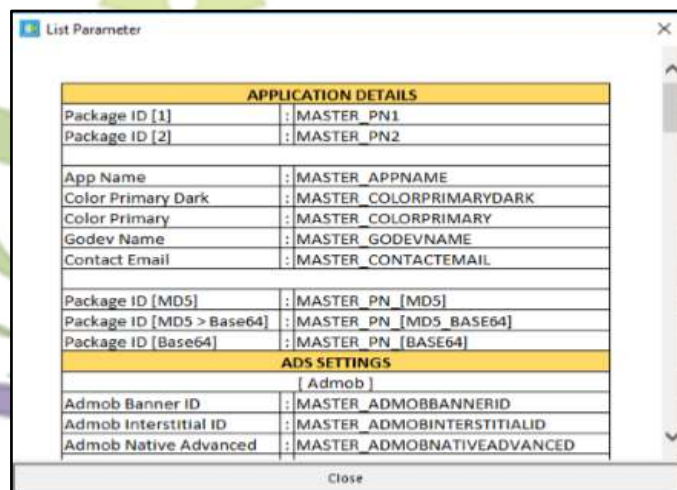 List Parameter
APPLICATION DETAILS
Package ID [1] : MASTER_PN1
Package ID [2] : MASTER_PN2
App Name : MASTER_APPNAME
Color Primary Dark : MASTER_COLORPRIMARYDARK
Color Primary : MASTER_COLORPRIMARY
Godev Name : MASTER_GODEVNAME
Contact Email : MASTER_CONTACTEMAIL
Package ID [MD5] : MASTER_PN_[MD5]
Package ID [MD5 > Base64] : MASTER_PN_[MD5_BASE64]
Package ID [Base64] : MASTER_PN_[BASE64]
ADS SETTINGS
[ Admob ]
Admob Banner ID : MASTER_ADMOBBANNERID
Admob Interstitial ID : MASTER_ADMOBINTERSTITIALID
Admob Native Advanced : MASTER_ADMOBNATIVEADVANCED
Close